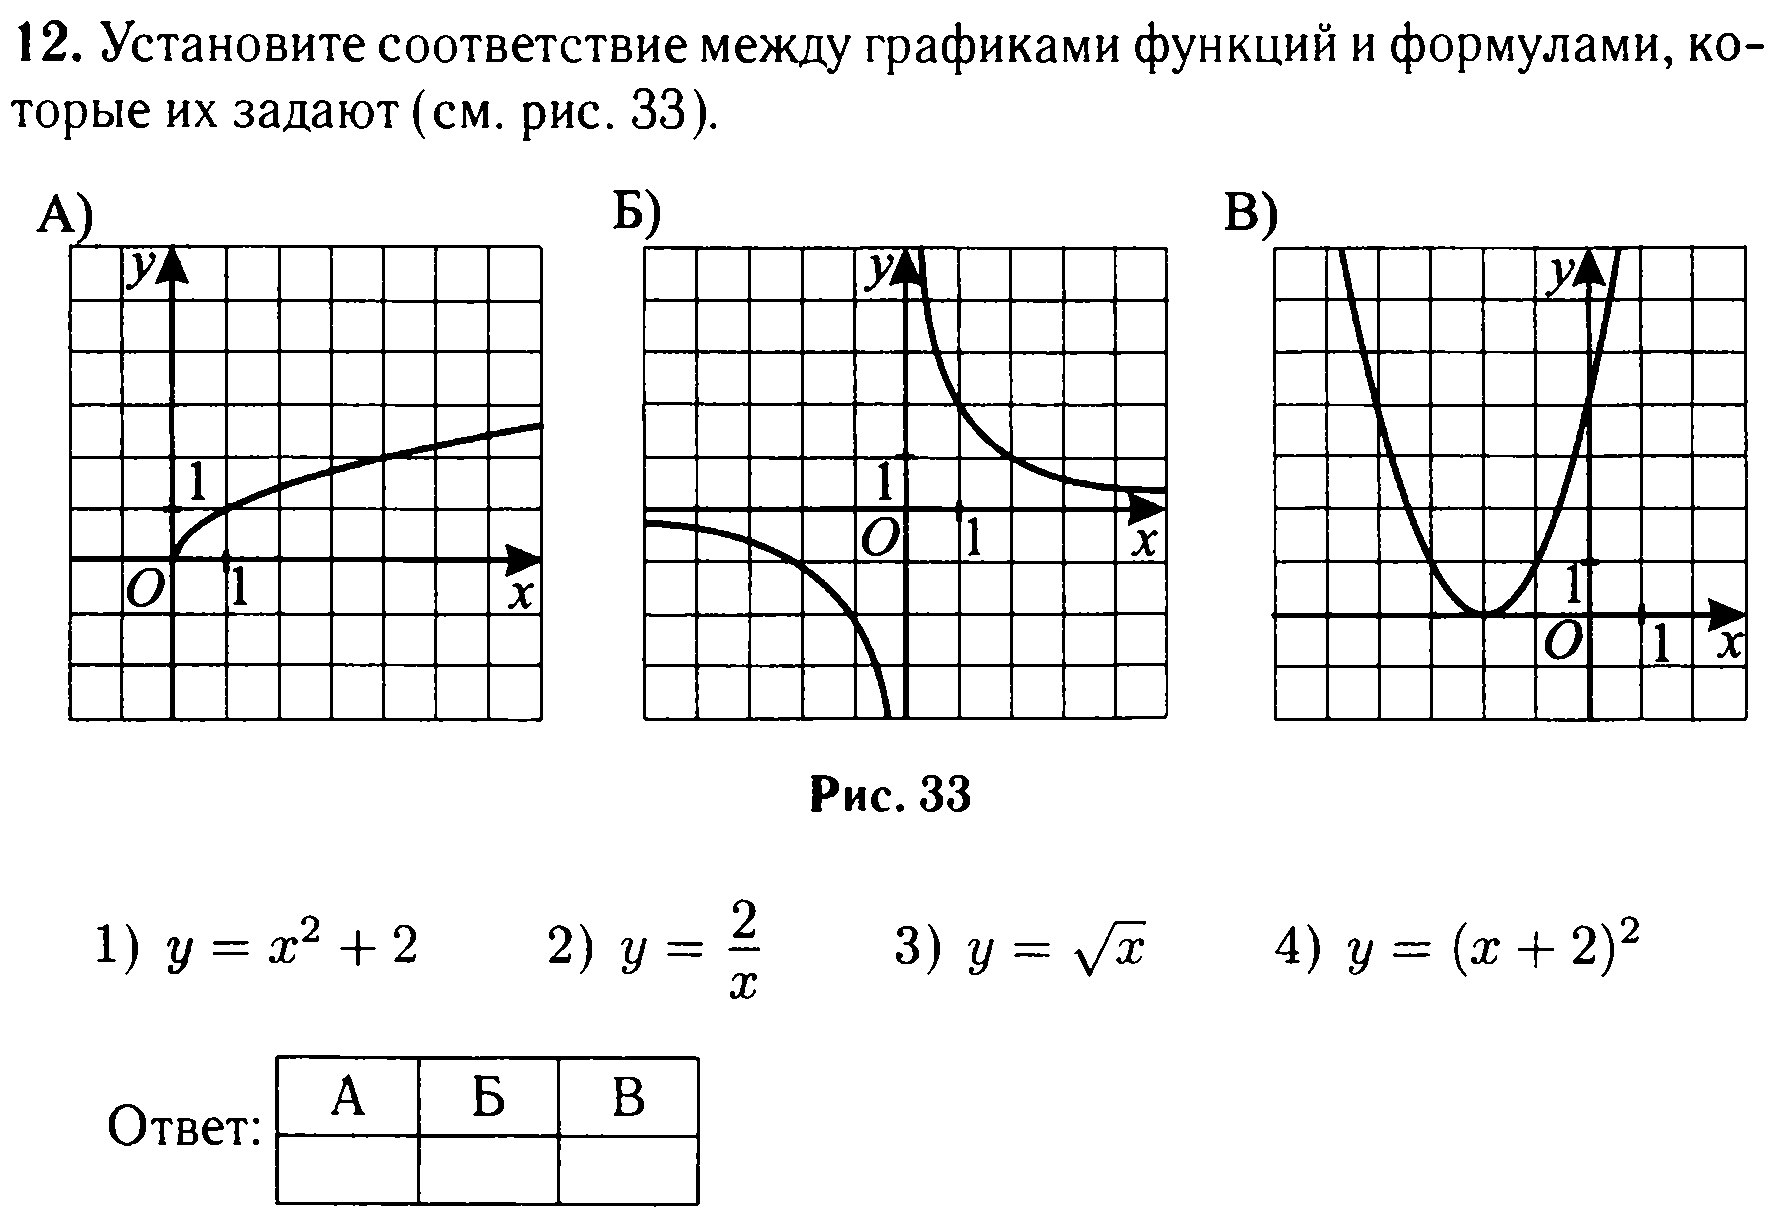 12. Установите соответствие между графиками функций и формулами, ко-
торые их задают (см. рис. 33).
А) Б) В)
y y y
1 1 1
O 1 x O 1 x O 1 x
Рис. 33
1) y = x² + 2 2) y = 2/x 3) y = √x 4) y = (x + 2)²
Ответ: А Б В